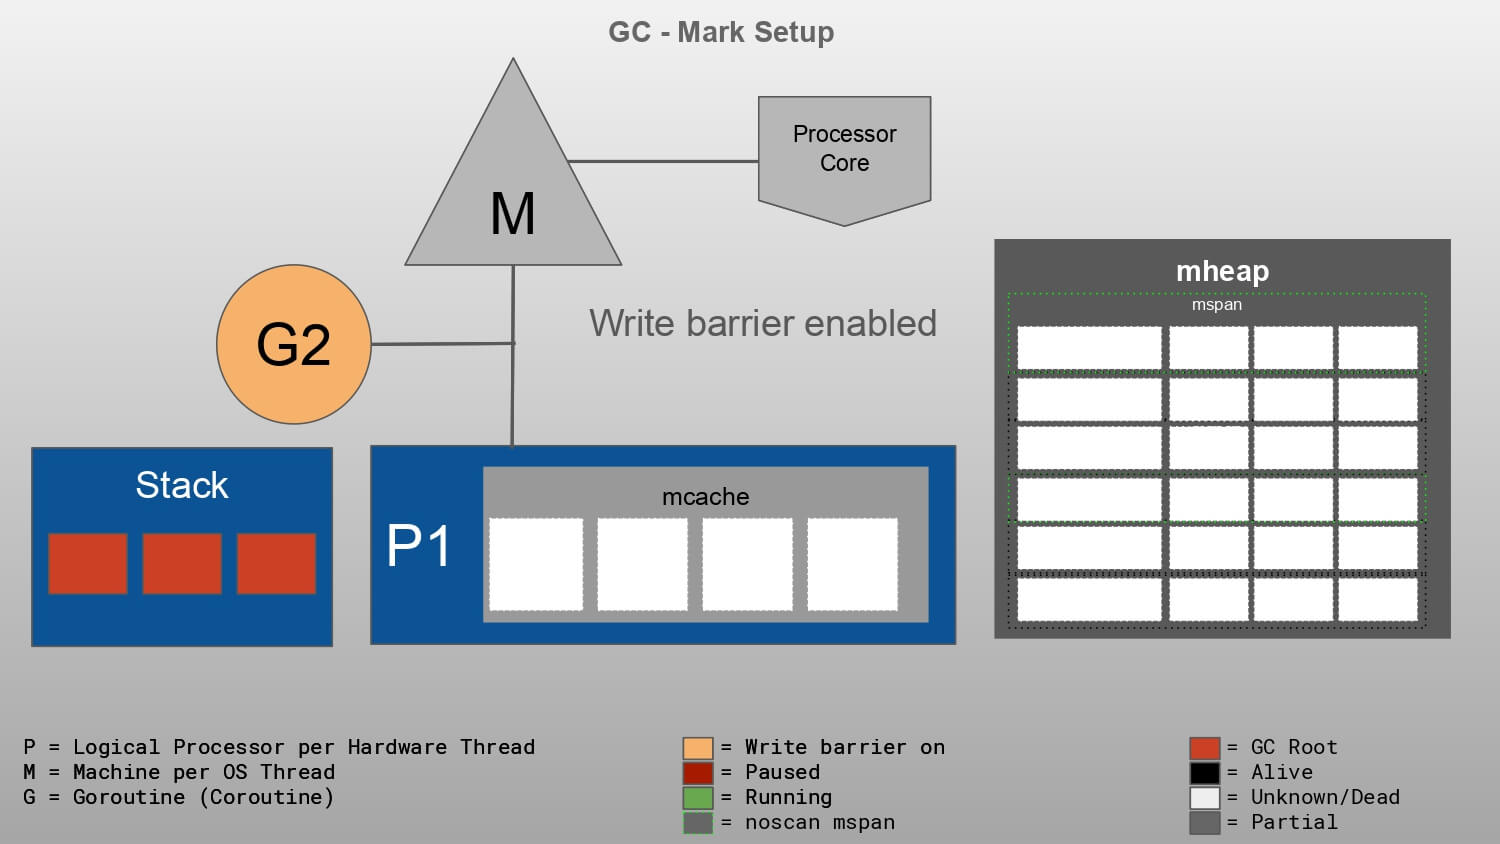 GC - Mark Setup
Processor
Core
M
G2
Write barrier enabled
mheap
mspan
Stack
P1
mcache
P = Logical Processor per Hardware Thread
M = Machine per OS Thread
G = Goroutine (Coroutine)
= Write barrier on
= Paused
= Running
= noscan mspan
= GC Root
= Alive
= Unknown/Dead
= Partial